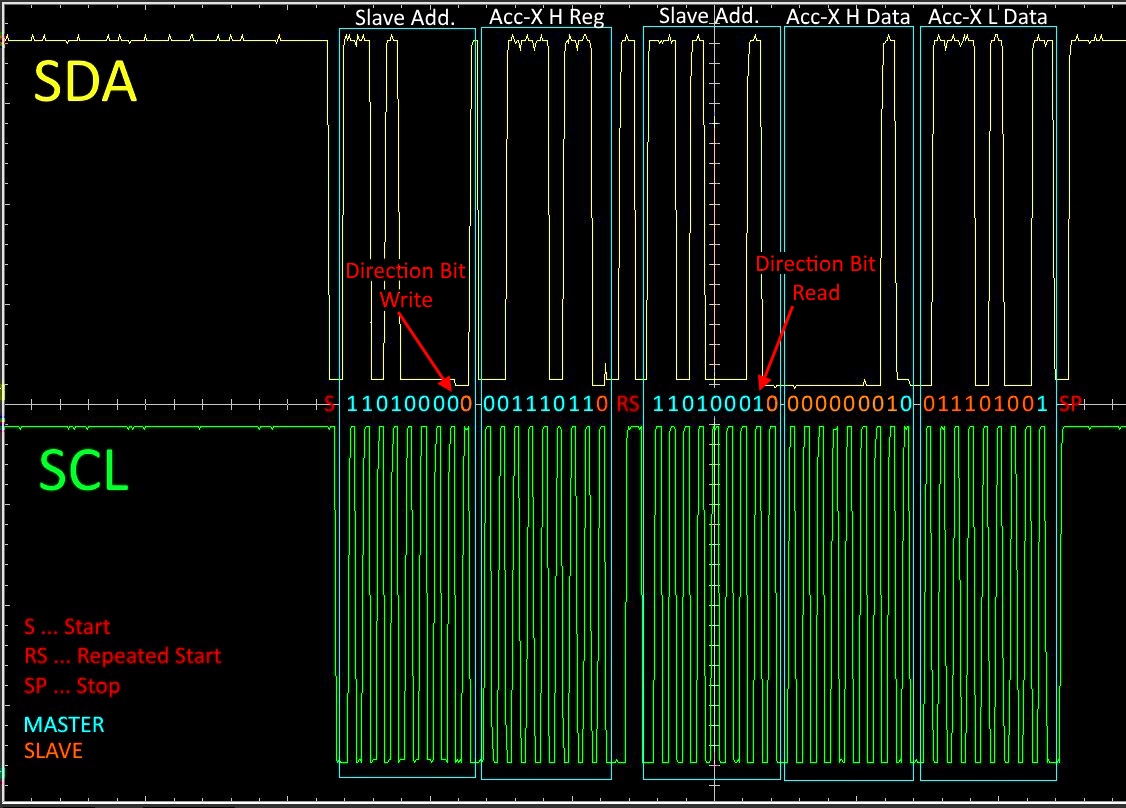 Slave Add. Acc-X H Reg Slave Add. Acc-X H Data Acc-X L Data
SDA
Direction Bit
Write
Direction Bit
Read
S 110100000 001110110 RS 110100010 000000010 011101001 SP
SCL
S ... Start
RS ... Repeated Start
SP ... Stop
MASTER
SLAVE